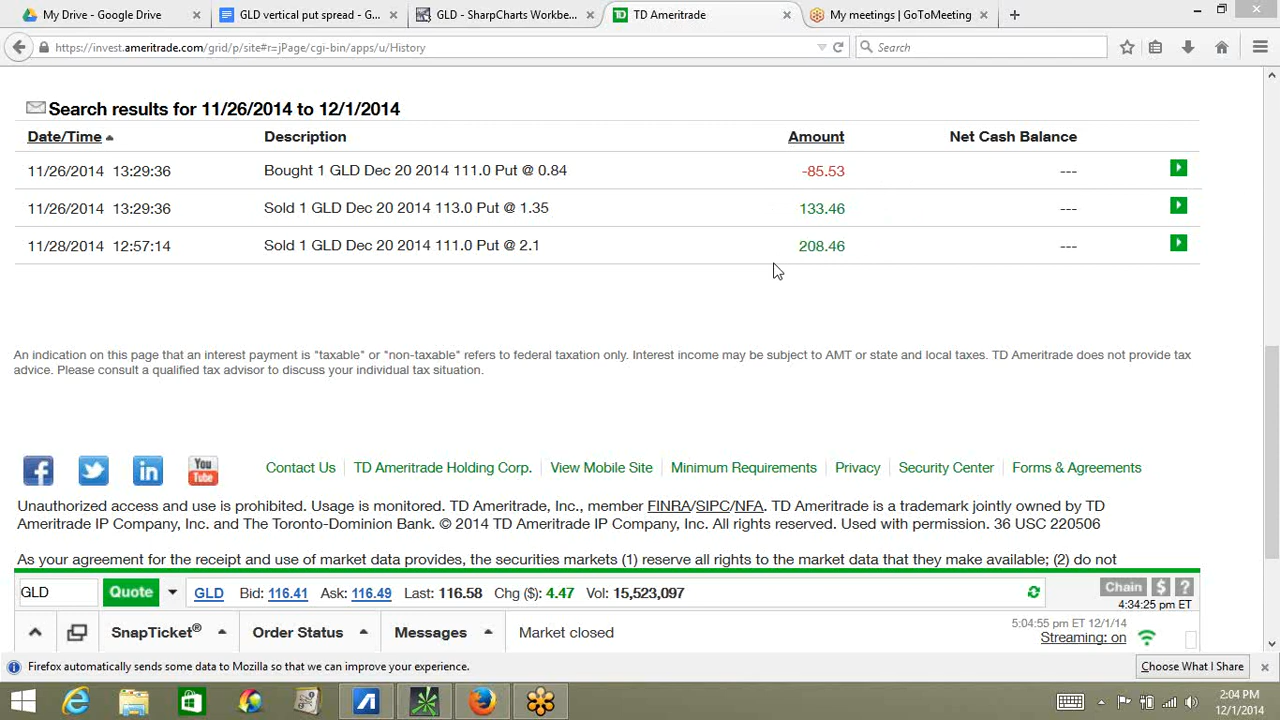 My Drive - Google Drive
GLD vertical put spread - G...
GLD - SharpCharts Workbe...
TD Ameritrade
My meetings | GoToMeeting
https://invest.ameritrade.com/grid/p/site#r=jPage/cgi-bin/apps/u/History
Search
Search results for 11/26/2014 to 12/1/2014
Date/Time Description Amount Net Cash Balance
11/26/2014 13:29:36 Bought 1 GLD Dec 20 2014 111.0 Put @ 0.84 -85.53 ---
11/26/2014 13:29:36 Sold 1 GLD Dec 20 2014 113.0 Put @ 1.35 133.46 ---
11/28/2014 12:57:14 Sold 1 GLD Dec 20 2014 111.0 Put @ 2.1 208.46 ---
An indication on this page that an interest payment is "taxable" or "non-taxable" refers to federal taxation only. Interest income may be subject to AMT or state and local taxes. TD Ameritrade does not provide tax
advice. Please consult a qualified tax advisor to discuss your individual tax situation.
You Tube
Contact Us | TD Ameritrade Holding Corp. | View Mobile Site | Minimum Requirements | Privacy | Security Center | Forms & Agreements
Unauthorized access and use is prohibited. Usage is monitored. TD Ameritrade, Inc., member FINRA/SIPC/NFA. TD Ameritrade is a trademark jointly owned by TD
Ameritrade IP Company, Inc. and The Toronto-Dominion Bank. © 2014 TD Ameritrade IP Company, Inc. All rights reserved. Used with permission. 36 USC 220506
As your agreement for the receipt and use of market data provides, the securities markets (1) reserve all rights to the market data that they make available; (2) do not
GLD Quote GLD Bid: 116.41 Ask: 116.49 Last: 116.58 Chg ($): 4.47 Vol: 15,523,097 Chain $ ?
4:34:25 pm ET
SnapTicket® Order Status Messages Market closed
5:04:55 pm ET 12/1/14
Streaming: on
Firefox automatically sends some data to Mozilla so that we can improve your experience.
Choose What I Share
2:04 PM
12/1/2014